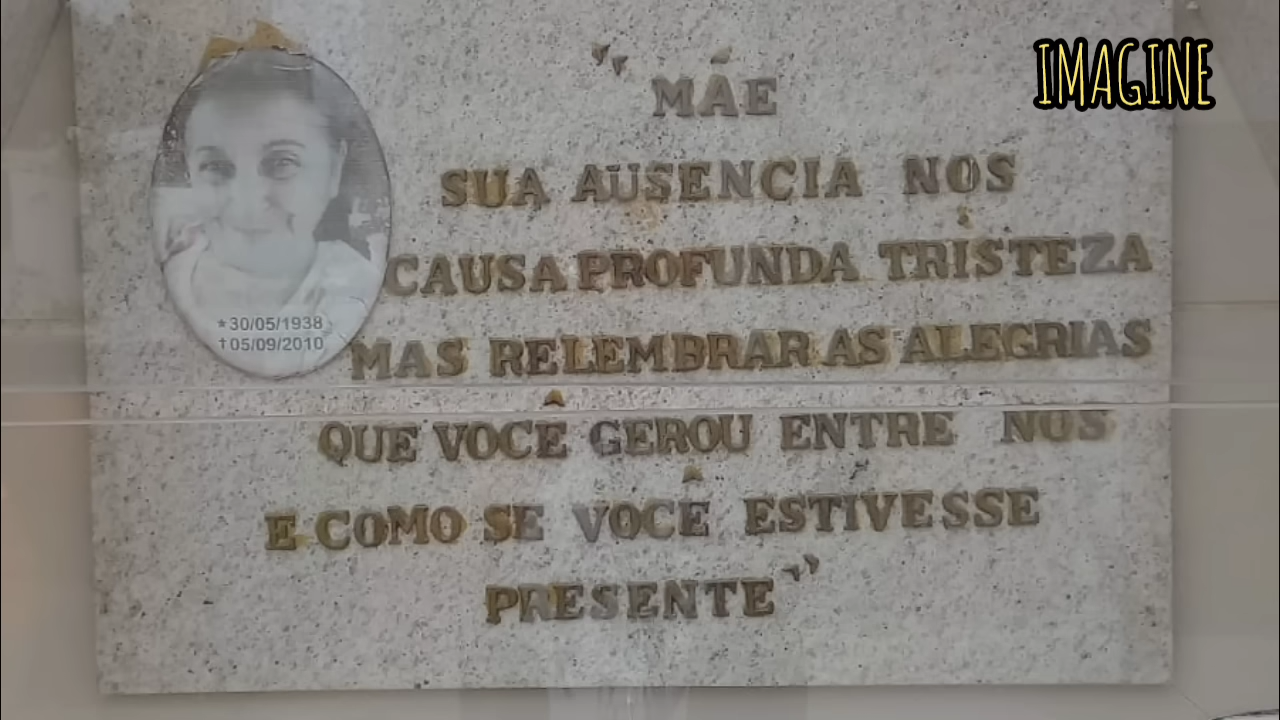 IMAGINE
" MÃE
SUA AUSENCIA NOS
CAUSA PROFUNDA TRISTEZA
MAS RELEMBRAR AS ALEGRIAS
QUE VOCÊ GEROU ENTRE NOS
E COMO SE VOCÊ ESTIVESSE
PRESENTE "
★30/05/1938
✝05/09/2010